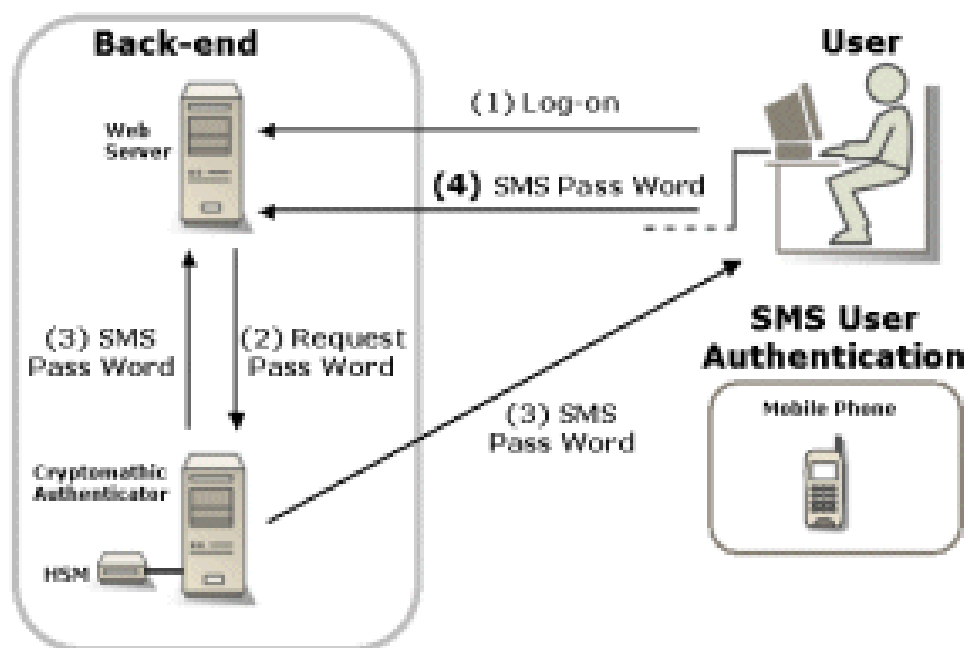 Back-end
User
(1) Log-on
Web
Server
(4) SMS Pass Word
(3) SMS
Pass Word
(2) Request
Pass Word
SMS User
Authentication
(3) SMS
Pass Word
Mobile Phone
Cryptomathic
Authenticator
HSM